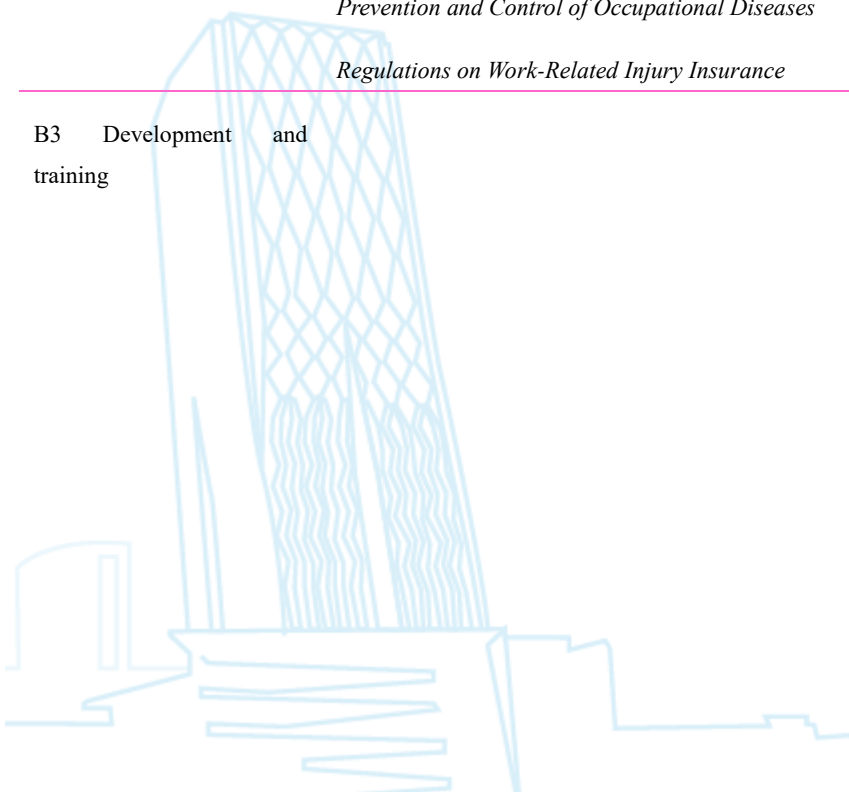 Prevention and Control of Occupational Diseases
Regulations on Work-Related Injury Insurance
B3 Development and
training